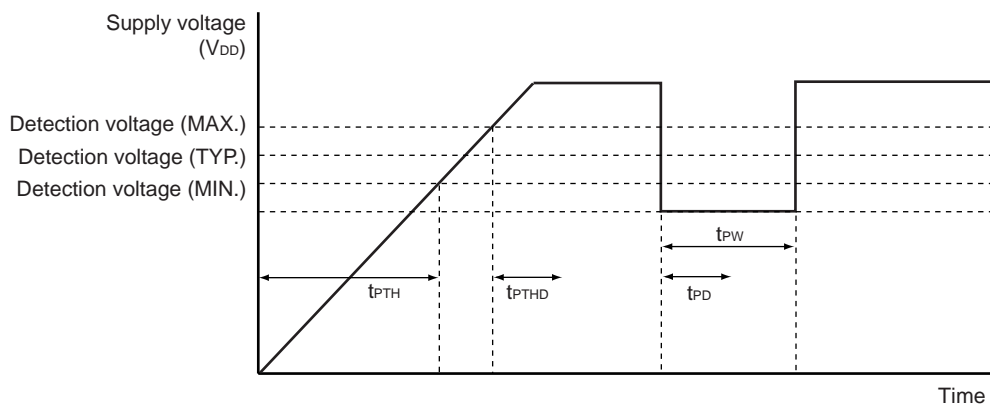 Supply voltage
(VDD)
Detection voltage (MAX.)
Detection voltage (TYP.)
Detection voltage (MIN.)
tPW
tPTH
tPTHD
tPD
Time